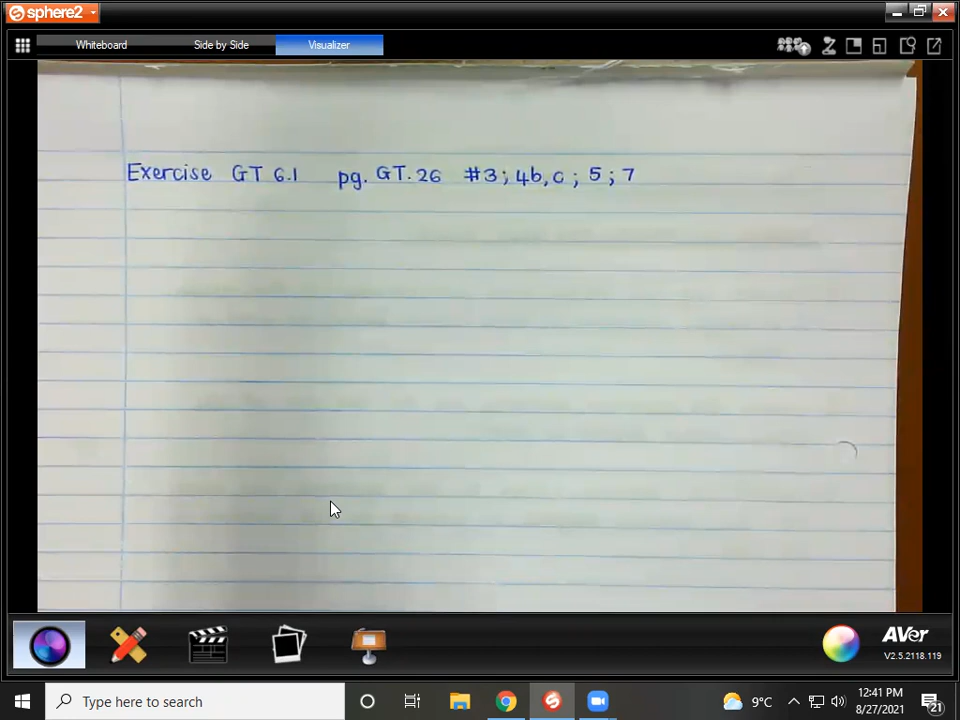 sphere2
Whiteboard Side by Side Visualizer
Exercise GT 6.1 pg. GT. 26 #3; 4b, c; 5; 7
AVer
V2.5.2118.119
Type here to search
9°C
12:41 PM
8/27/2021
21